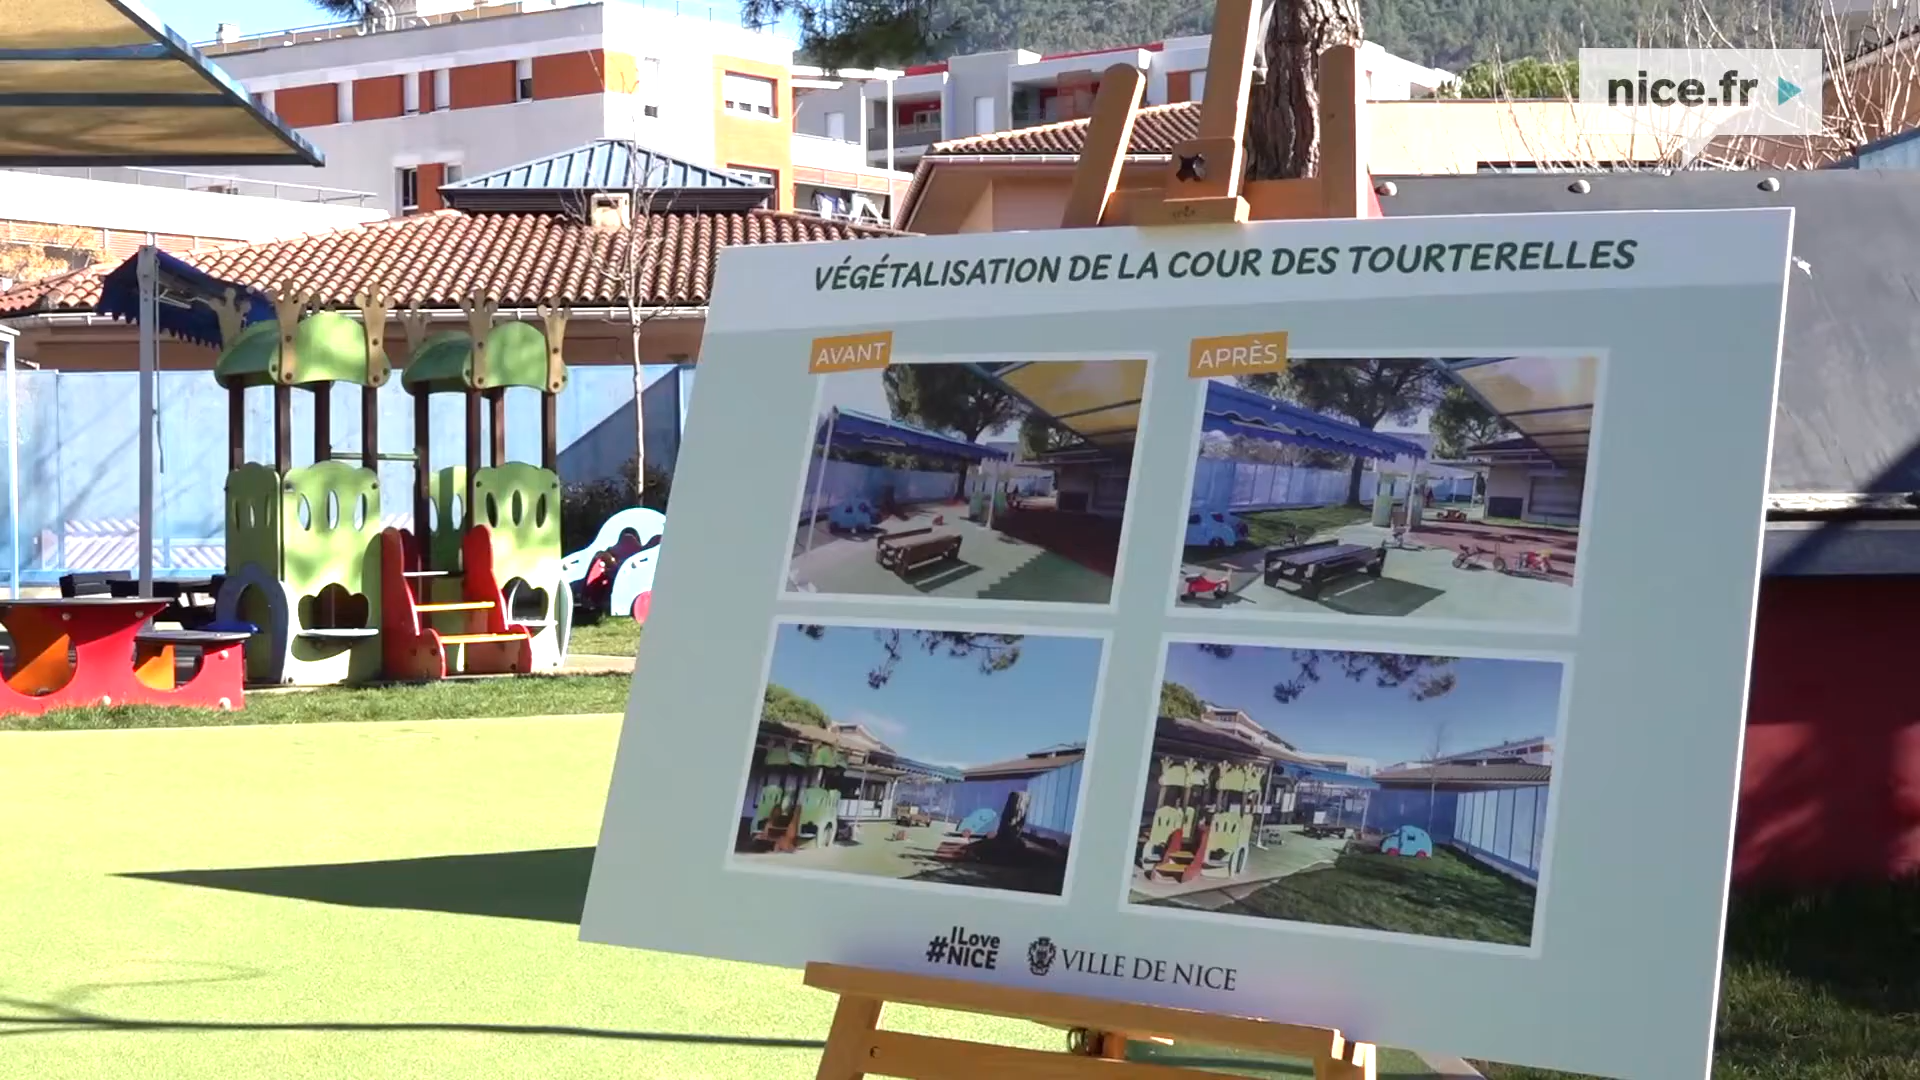 nice.fr
VÉGÉTALISATION DE LA COUR DES TOURTERELLES
AVANT
APRÈS
#ILove
NICE
VILLE DE NICE